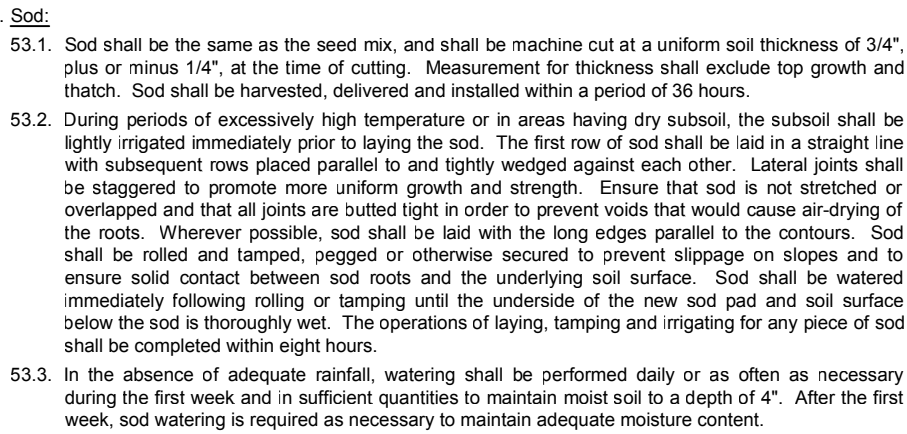 . Sod:
53.1. Sod shall be the same as the seed mix, and shall be machine cut at a uniform soil thickness of 3/4",
plus or minus 1/4", at the time of cutting. Measurement for thickness shall exclude top growth and
thatch. Sod shall be harvested, delivered and installed within a period of 36 hours.
53.2. During periods of excessively high temperature or in areas having dry subsoil, the subsoil shall be
lightly irrigated immediately prior to laying the sod. The first row of sod shall be laid in a straight line
with subsequent rows placed parallel to and tightly wedged against each other. Lateral joints shall
be staggered to promote more uniform growth and strength. Ensure that sod is not stretched or
overlapped and that all joints are butted tight in order to prevent voids that would cause air-drying of
the roots. Wherever possible, sod shall be laid with the long edges parallel to the contours. Sod
shall be rolled and tamped, pegged or otherwise secured to prevent slippage on slopes and to
ensure solid contact between sod roots and the underlying soil surface. Sod shall be watered
immediately following rolling or tamping until the underside of the new sod pad and soil surface
below the sod is thoroughly wet. The operations of laying, tamping and irrigating for any piece of sod
shall be completed within eight hours.
53.3. In the absence of adequate rainfall, watering shall be performed daily or as often as necessary
during the first week and in sufficient quantities to maintain moist soil to a depth of 4". After the first
week, sod watering is required as necessary to maintain adequate moisture content.